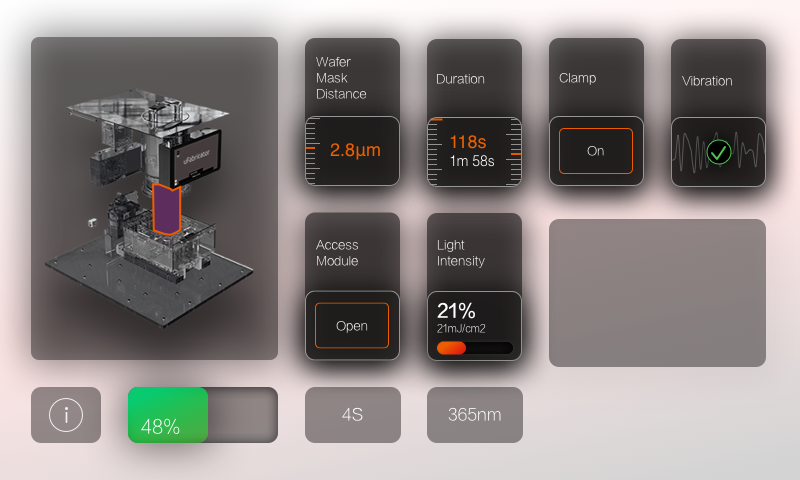 uFabricator
Wafer
Mask
Distance
2.8μm
Duration
118s
1m 58s
Clamp
On
Vibration
Access
Module
Open
Light
Intensity
21%
21mJ/cm2
i
48%
4S
365nm